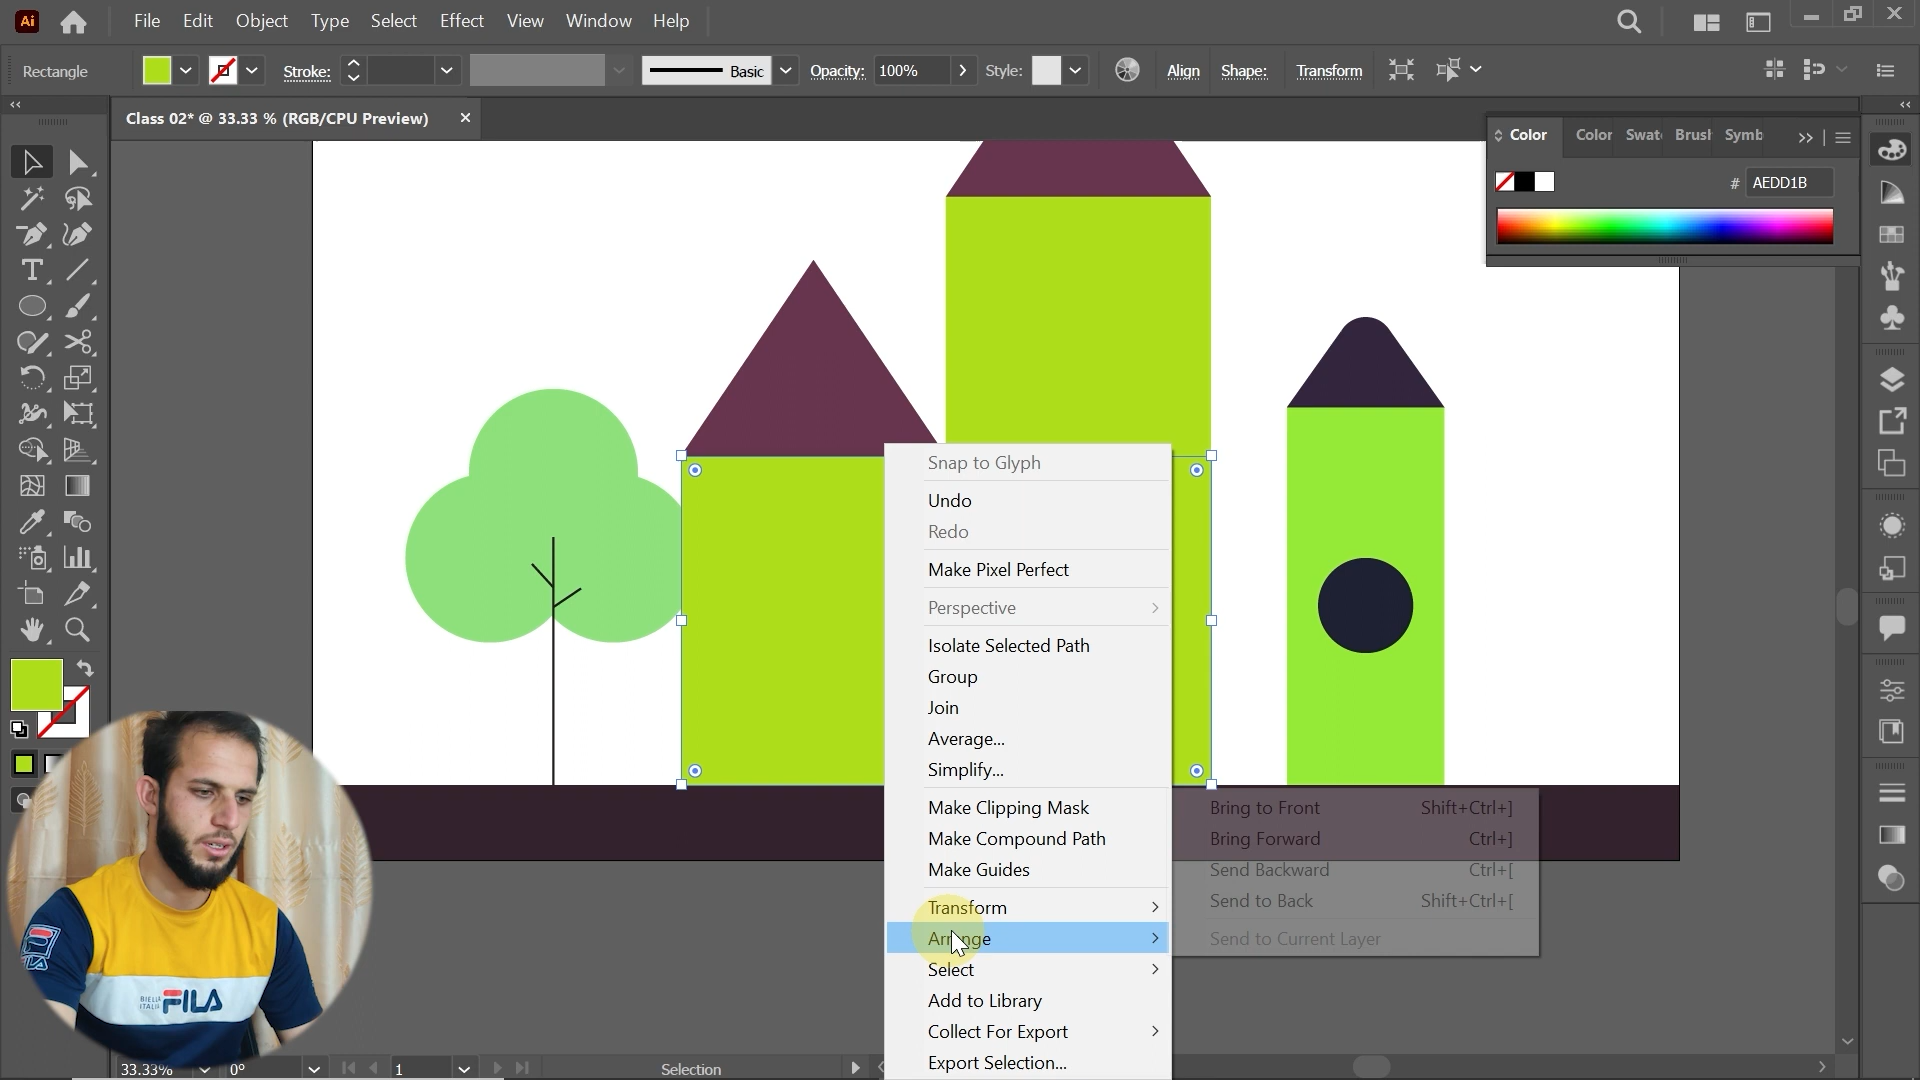 Ai File Edit Object Type Select Effect View Window Help
Rectangle Stroke: Basic Opacity: 100% Style: Align Shape: Transform
Class 02* @ 33.33 % (RGB/CPU Preview)
Color Color Swat Brush Symb
# AEDD1B
Snap to Glyph
Undo
Redo
Make Pixel Perfect
Perspective
Isolate Selected Path
Group
Join
Average...
Simplify...
Make Clipping Mask
Make Compound Path
Make Guides
Transform
Arrange
Select
Add to Library
Collect For Export
Export Selection...
Bring to Front Shift+Ctrl+]
Bring Forward Ctrl+]
Send Backward Ctrl+[
Send to Back Shift+Ctrl+[
Send to Current Layer
BIELLA
ITALIA
FILA
33.33% 0° 1 Selection